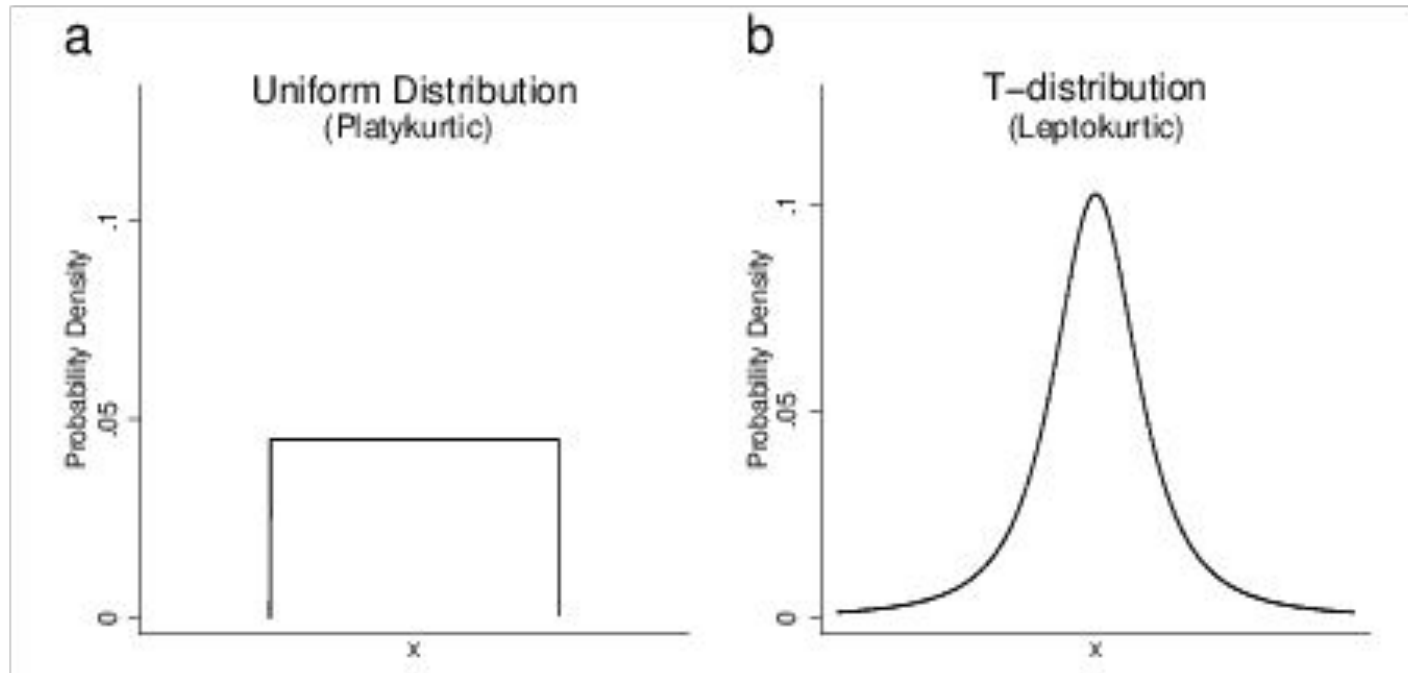 a
Uniform Distribution
(Platykurtic)
Probability Density
.1
.05
0
x
b
T-distribution
(Leptokurtic)
Probability Density
.1
.05
0
x